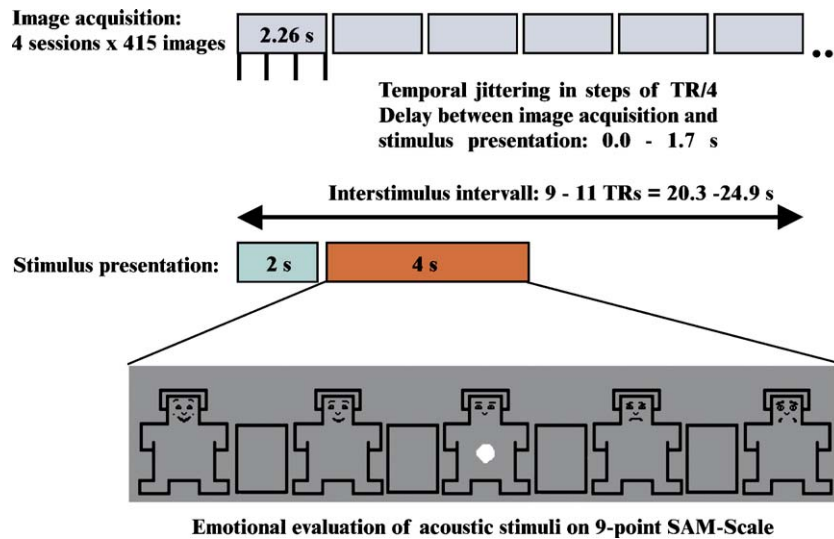 Image acquisition:
4 sessions x 415 images
2.26 s
Temporal jittering in steps of TR/4
Delay between image acquisition and
stimulus presentation: 0.0 - 1.7 s
Interstimulus intervall: 9 - 11 TRs = 20.3 -24.9 s
Stimulus presentation:
2 s
4 s
Emotional evaluation of acoustic stimuli on 9-point SAM-Scale